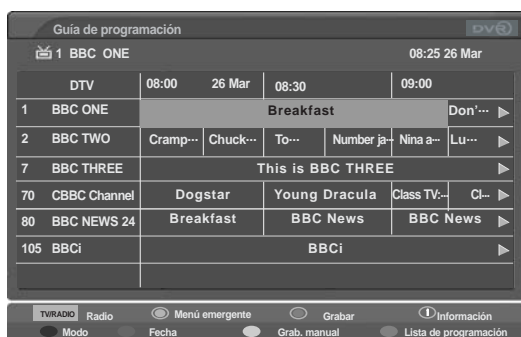 Guía de programación DVR
1 BBC ONE 08:25 26 Mar
DTV 08:00 26 Mar 08:30 09:00
1 BBC ONE Breakfast Don'···
2 BBC TWO Cramp··· Chuck··· To··· Number ja··· Nina a··· Lu···
7 BBC THREE This is BBC THREE
70 CBBC Channel Dogstar Young Dracula Class TV:··· Cl···
80 BBC NEWS 24 Breakfast BBC News BBC News
105 BBCi BBCi
TV/RADIO Radio Menú emergente Grabar Información
Modo Fecha Grab. manual Lista de programación